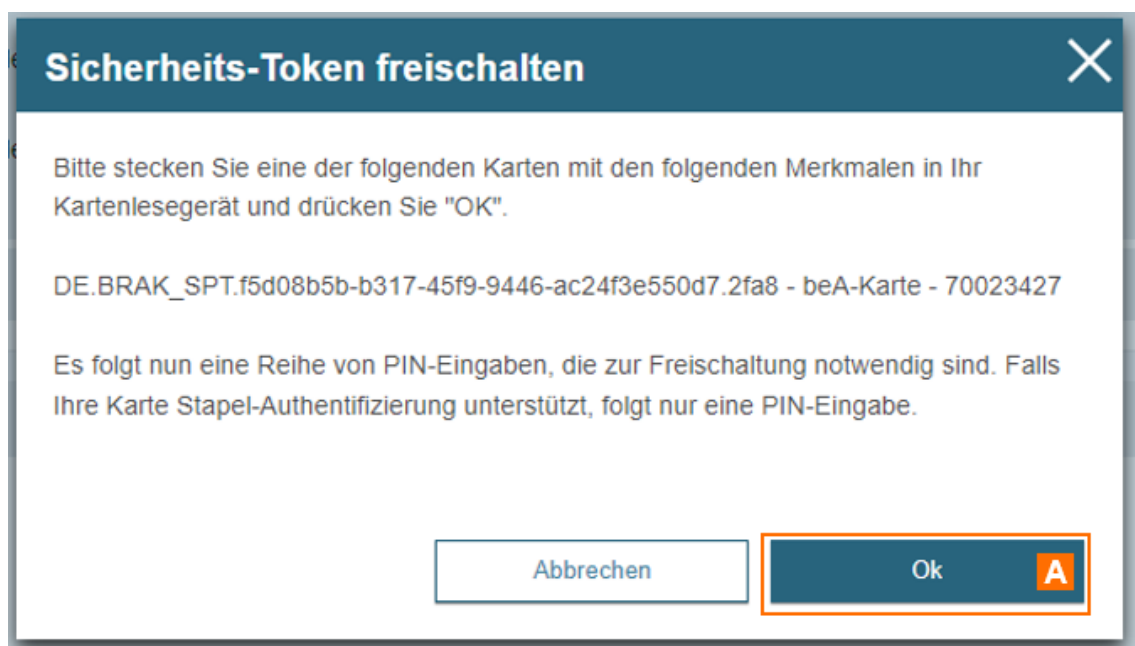 Sicherheits-Token freischalten
Bitte stecken Sie eine der folgenden Karten mit den folgenden Merkmalen in Ihr
Kartenlesegerät und drücken Sie "OK".
DE.BRAK_SPT.f5d08b5b-b317-45f9-9446-ac24f3e550d7.2fa8 - beA-Karte - 70023427
Es folgt nun eine Reihe von PIN-Eingaben, die zur Freischaltung notwendig sind. Falls
Ihre Karte Stapel-Authentifizierung unterstützt, folgt nur eine PIN-Eingabe.
Abbrechen
Ok
A